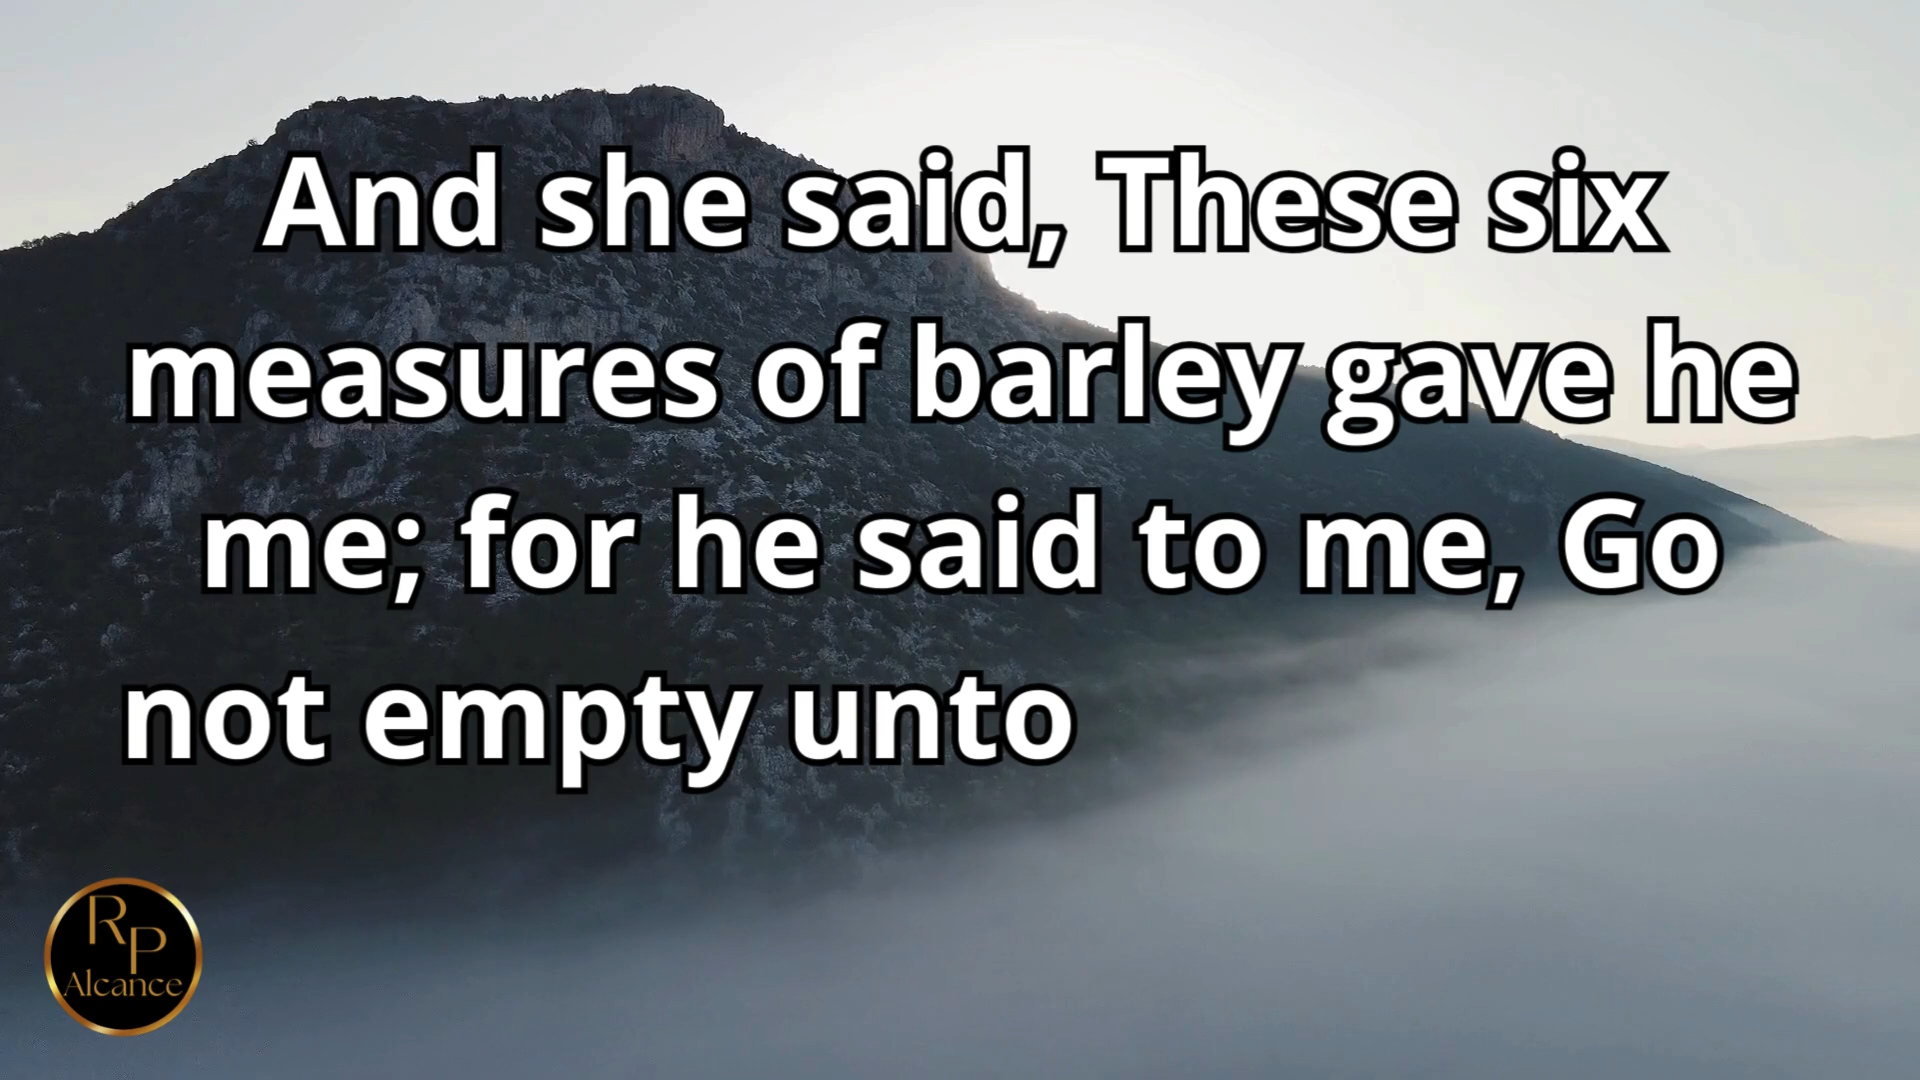 And she said, These six
measures of barley gave he
me; for he said to me, Go
not empty unto
RP
Alcance